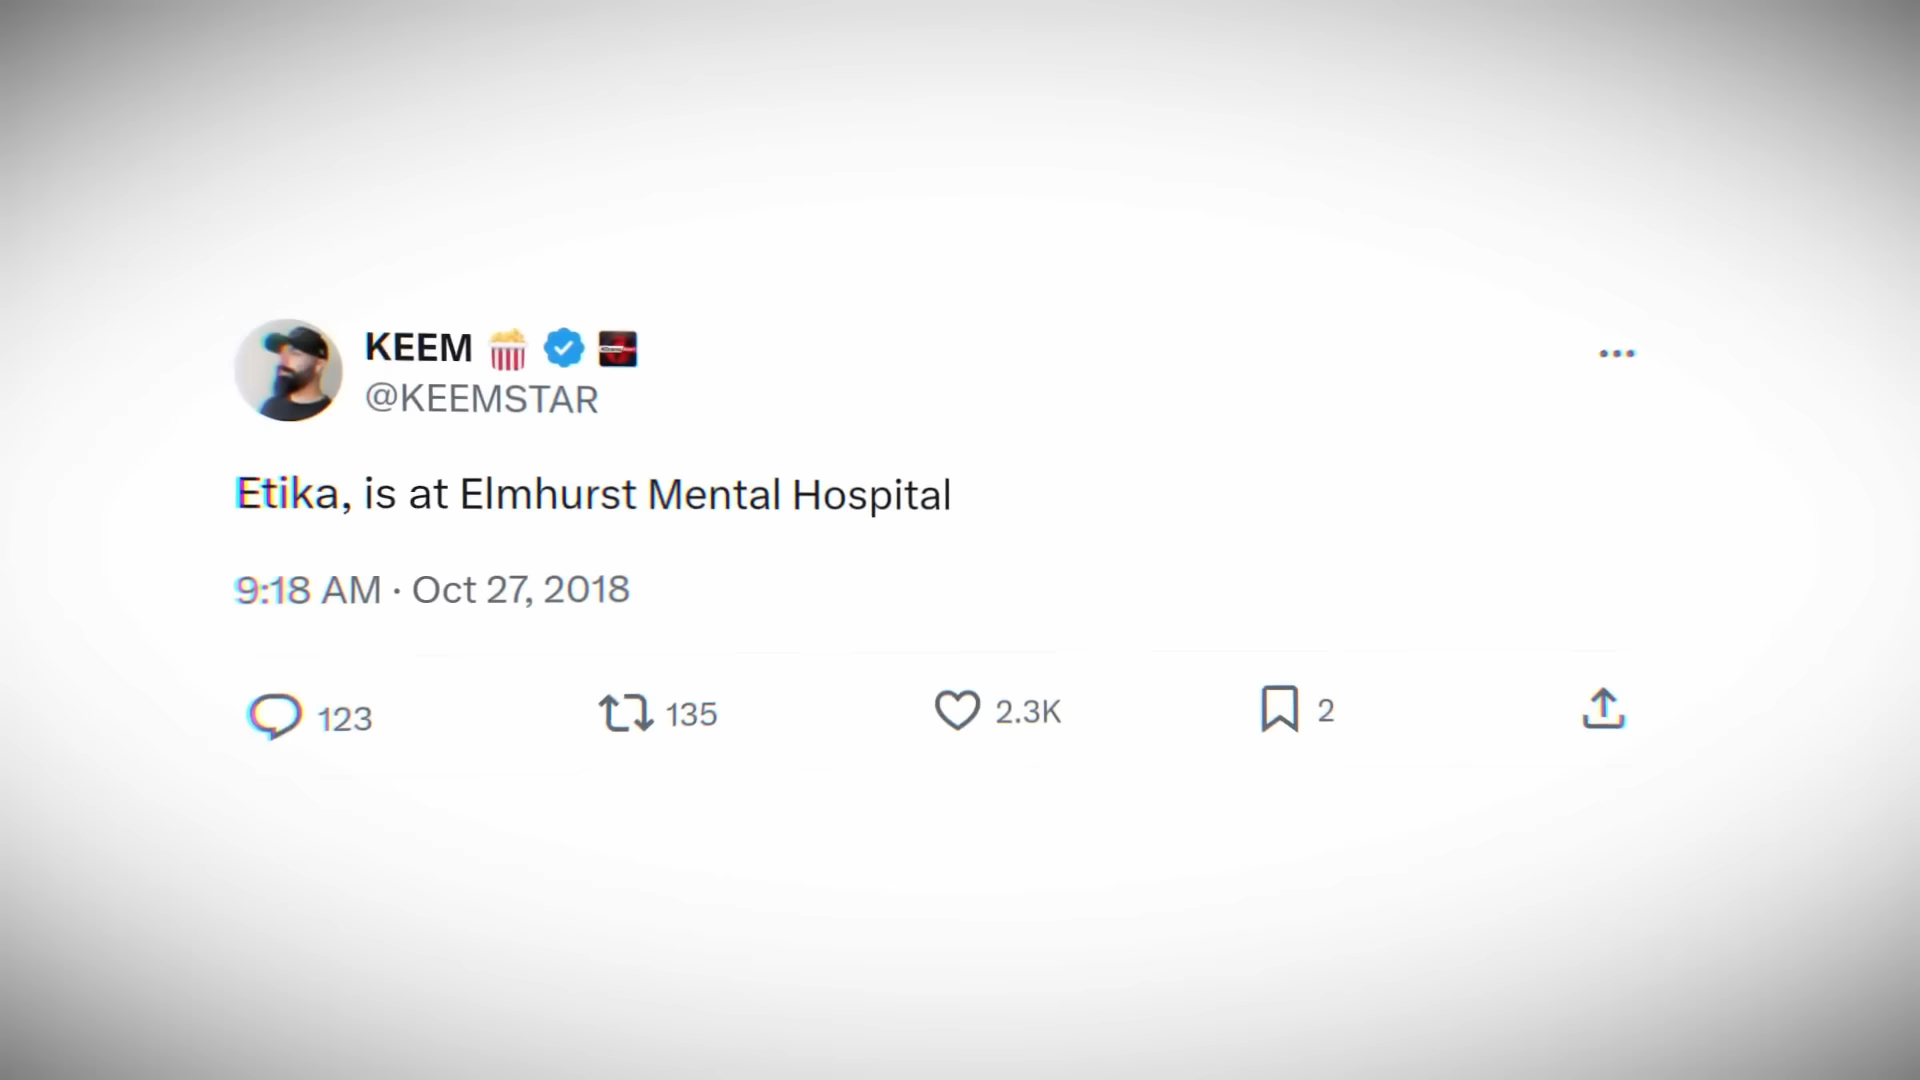 KEEM 🍿
@KEEMSTAR
Etika, is at Elmhurst Mental Hospital
9:18 AM · Oct 27, 2018
123 135 2.3K 2